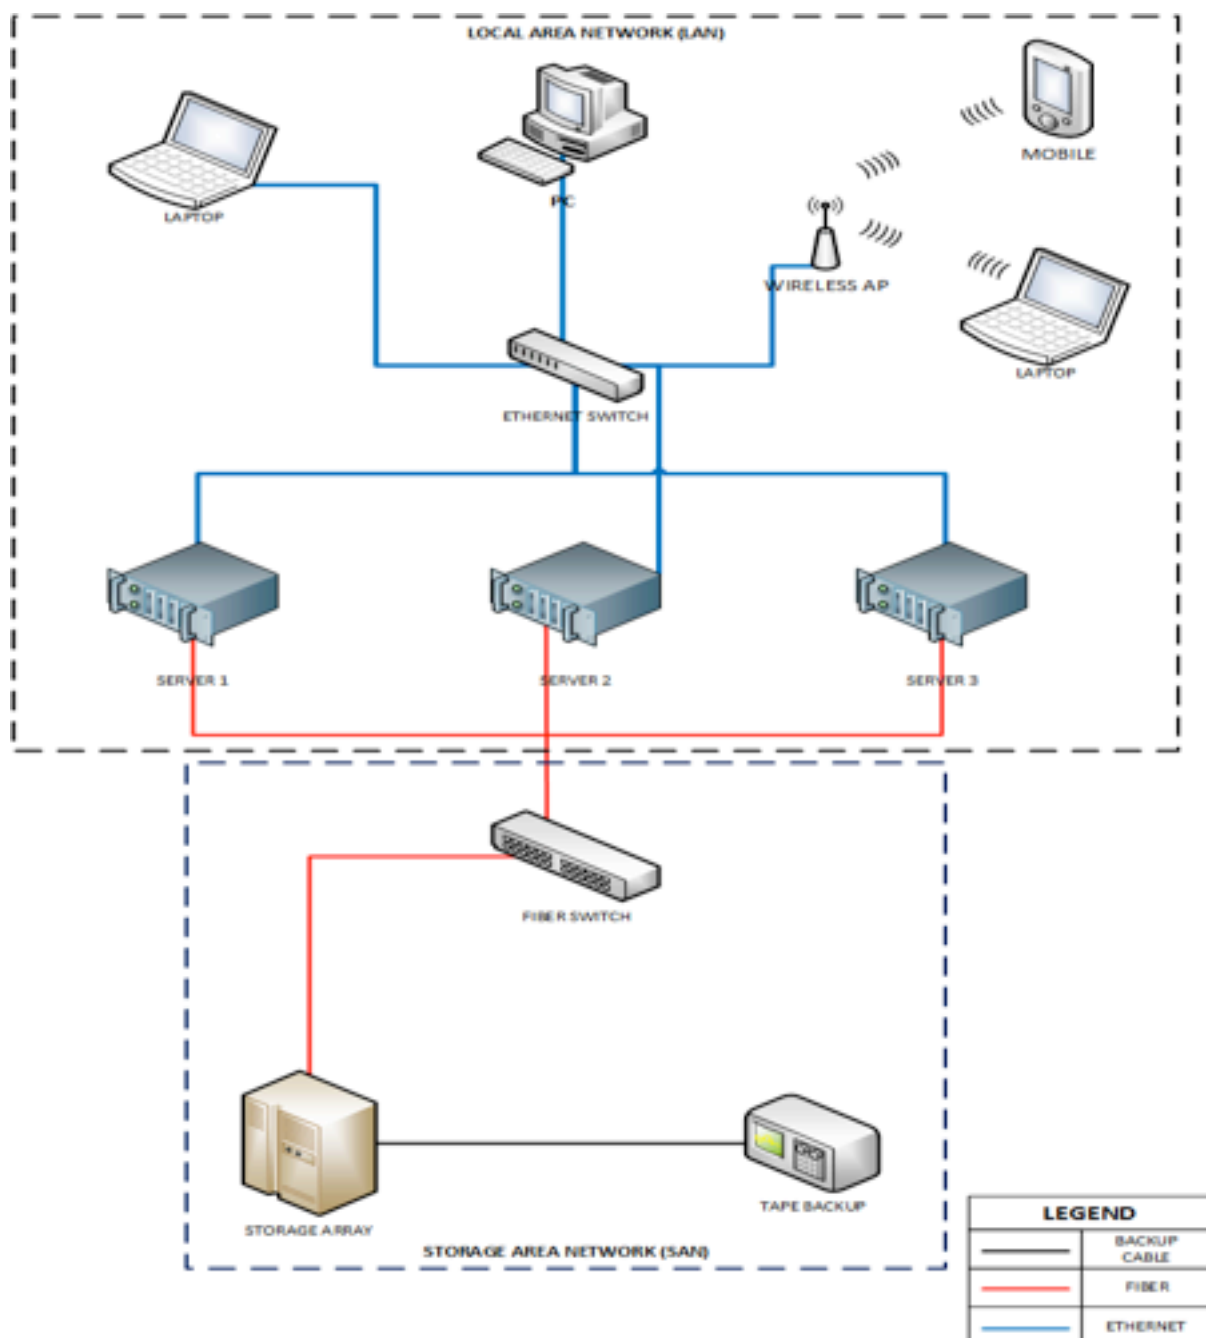 LOCAL AREA NETWORK (LAN)
MOBILE
PC
LAPTOP
WIRELESS AP
LAPTOP
ETHERNET SWITCH
SERVER 1
SERVER 2
SERVER 3
FIBER SWITCH
TAPE BACKUP
STORAGE ARRAY
STORAGE AREA NETWORK (SAN)
LEGEND
BACKUP
CABLE
FIBER
ETHERNET